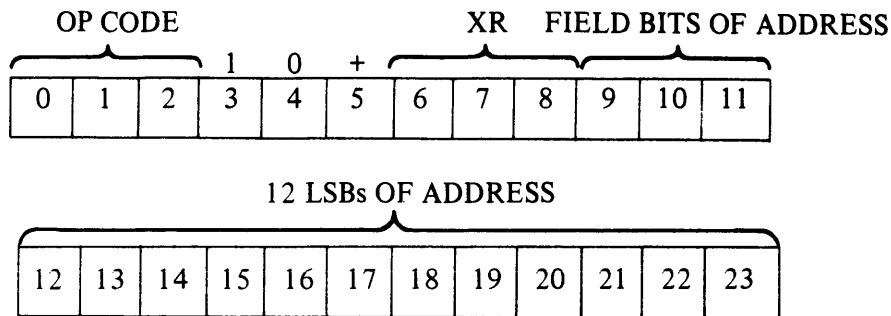 OP CODE XR FIELD BITS OF ADDRESS
1 0 +
0 1 2 3 4 5 6 7 8 9 10 11
12 LSBs OF ADDRESS
12 13 14 15 16 17 18 19 20 21 22 23